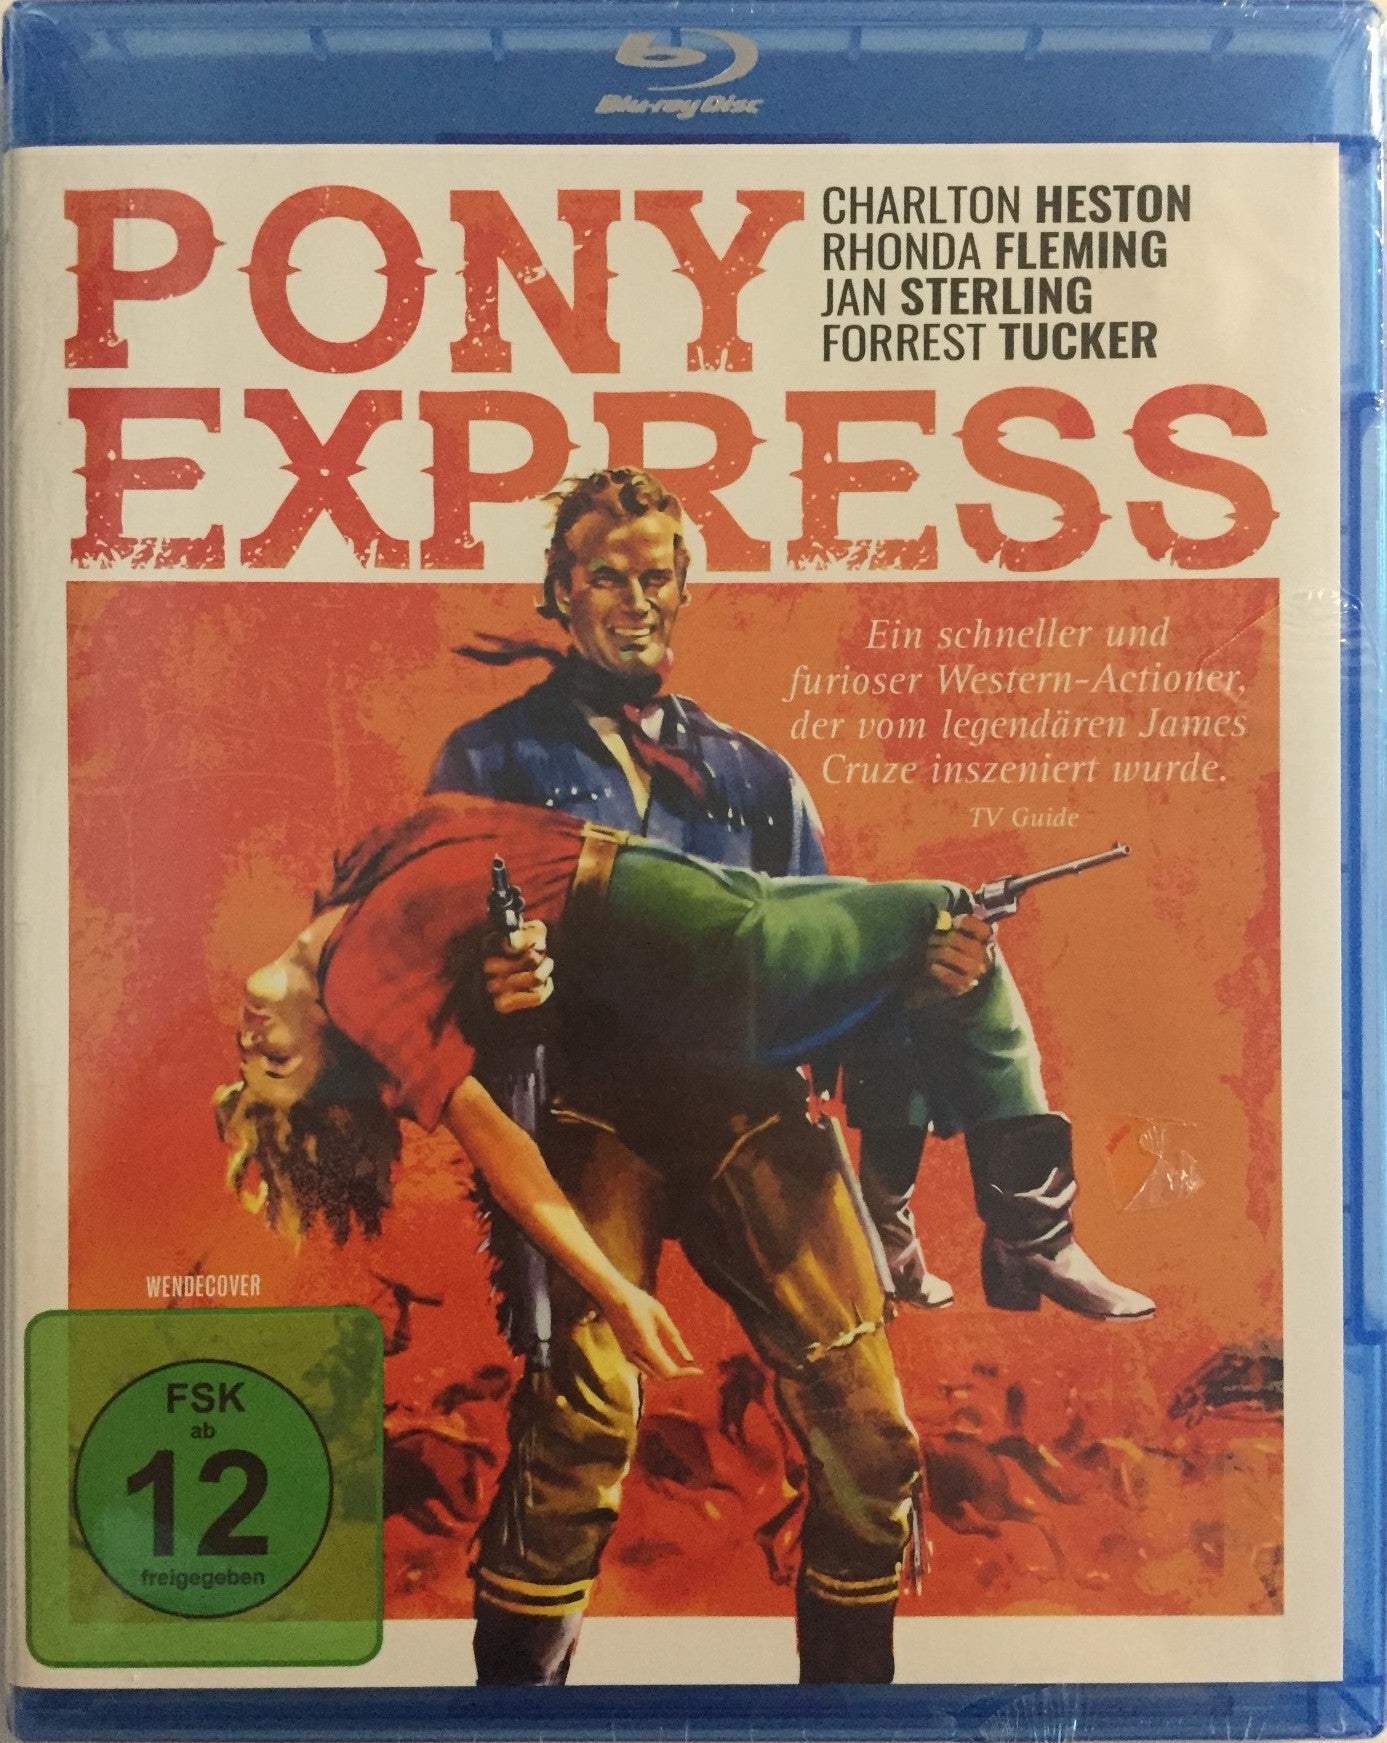 Blu-ray Disc
PONY
EXPRESS
CHARLTON HESTON
RHONDA FLEMING
JAN STERLING
FORREST TUCKER
Ein schneller und
furioser Western-Actioner,
der vom legendären James
Cruze inszeniert wurde.
TV Guide
WENDECOVER
FSK
ab
12
freigegeben